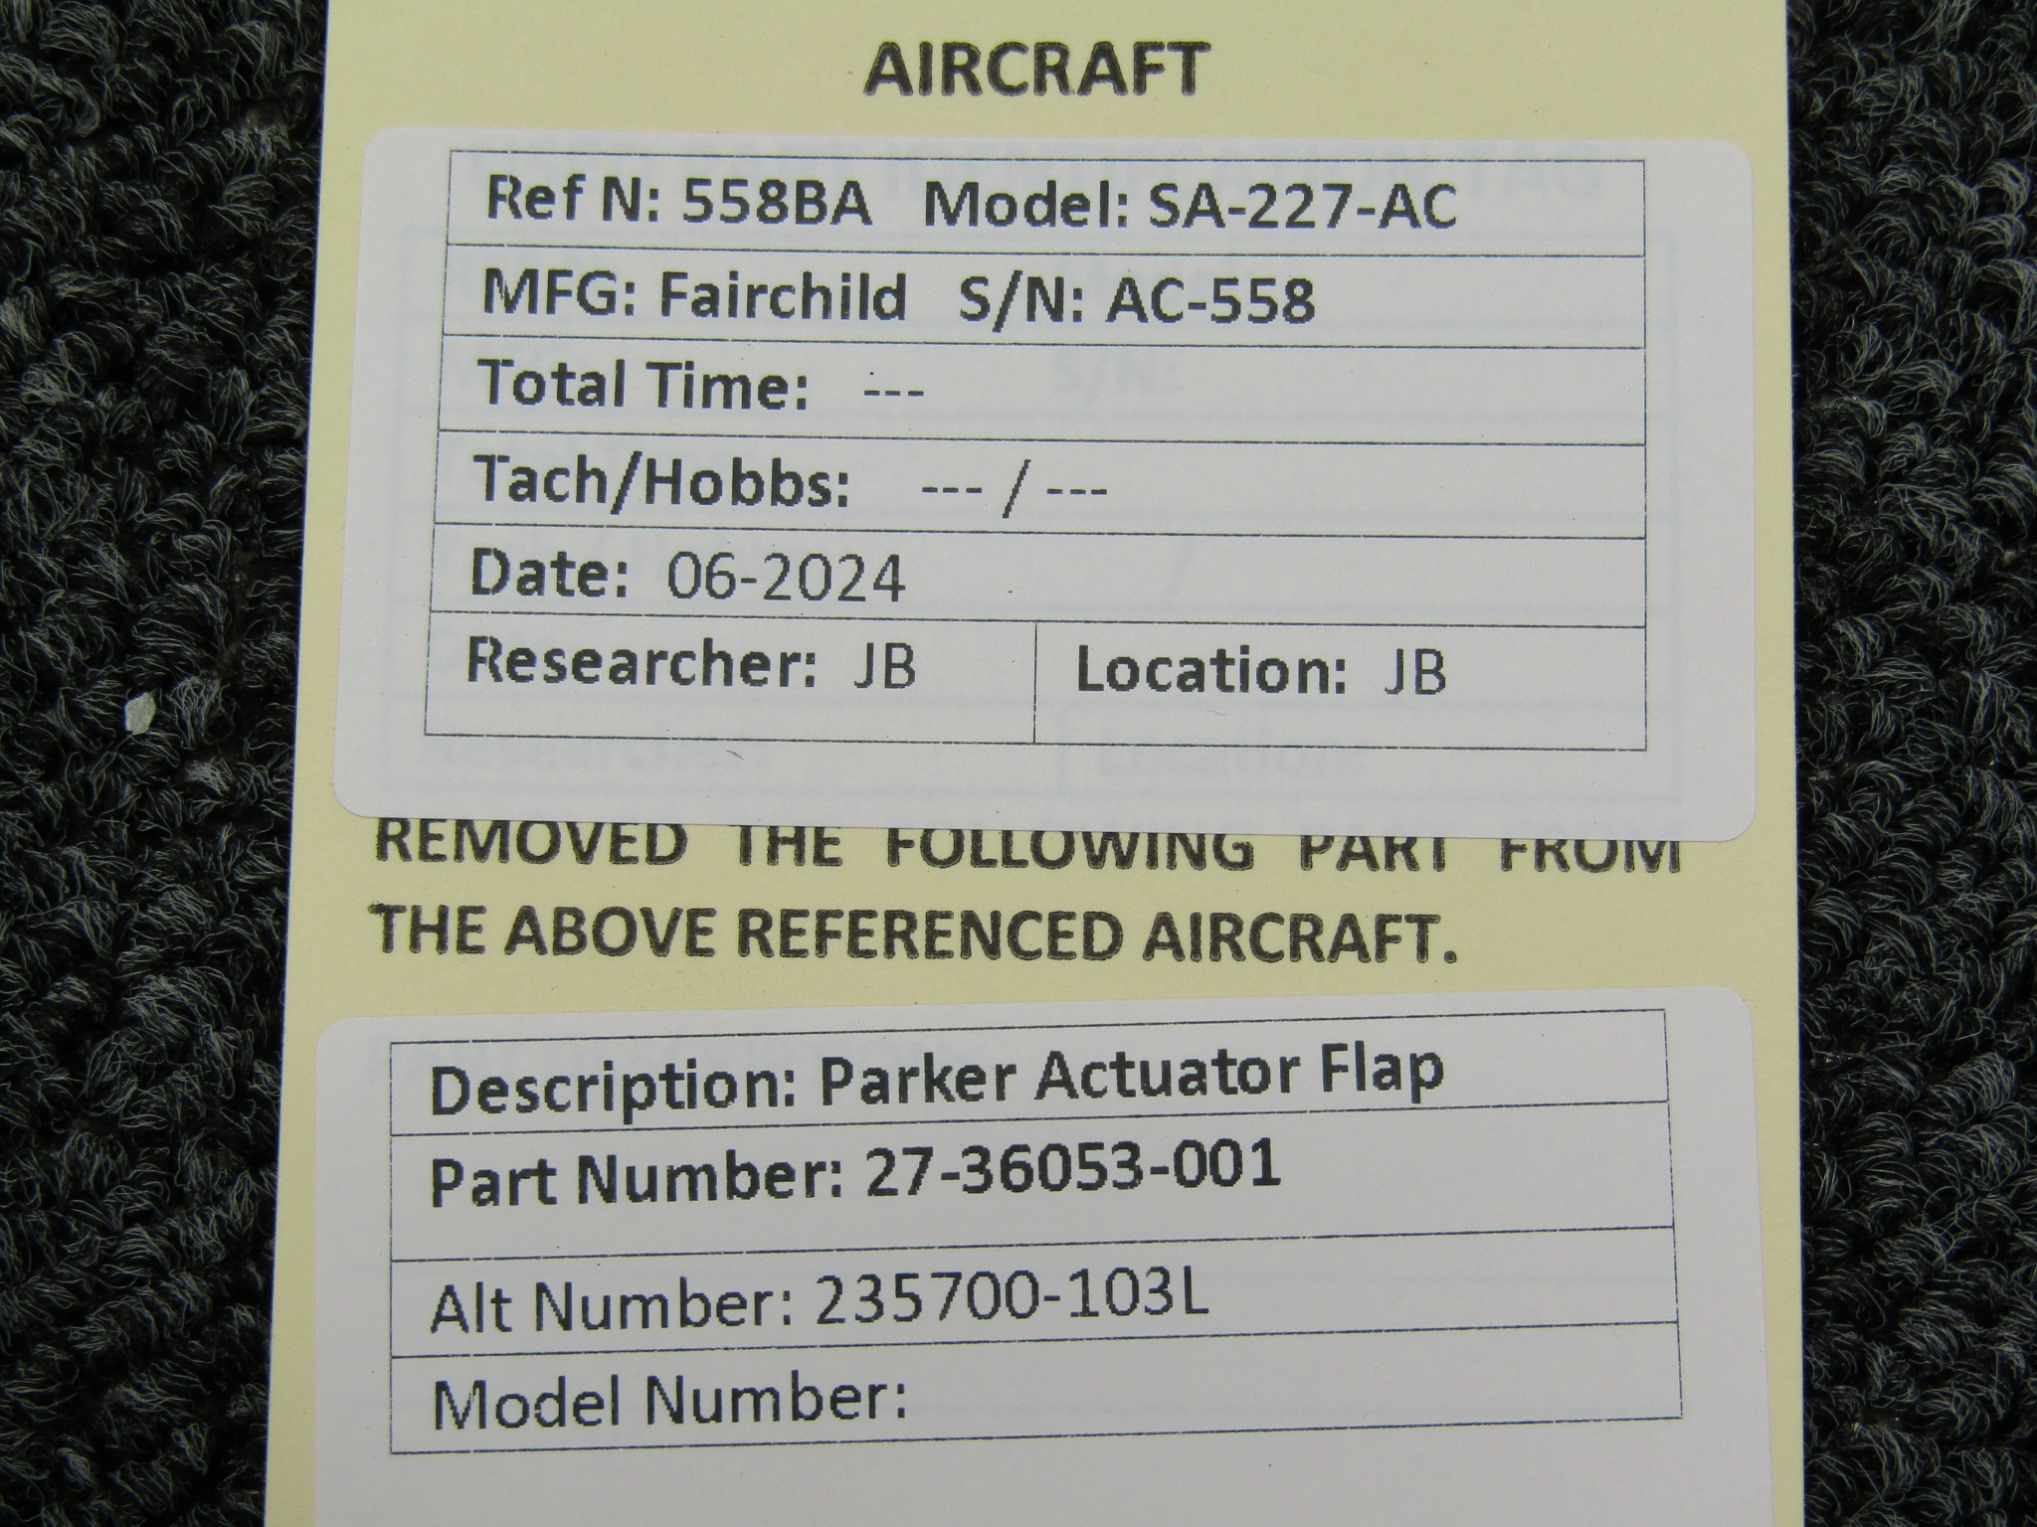 AIRCRAFT
Ref N: 558BA Model: SA-227-AC
MFG: Fairchild S/N: AC-558
Total Time: ---
Tach/Hobbs: --- / ---
Date: 06-2024
Researcher: JB Location: JB
REMOVED THE FOLLOWING PART FROM
THE ABOVE REFERENCED AIRCRAFT.
Description: Parker Actuator Flap
Part Number: 27-36053-001
Alt Number: 235700-103L
Model Number: